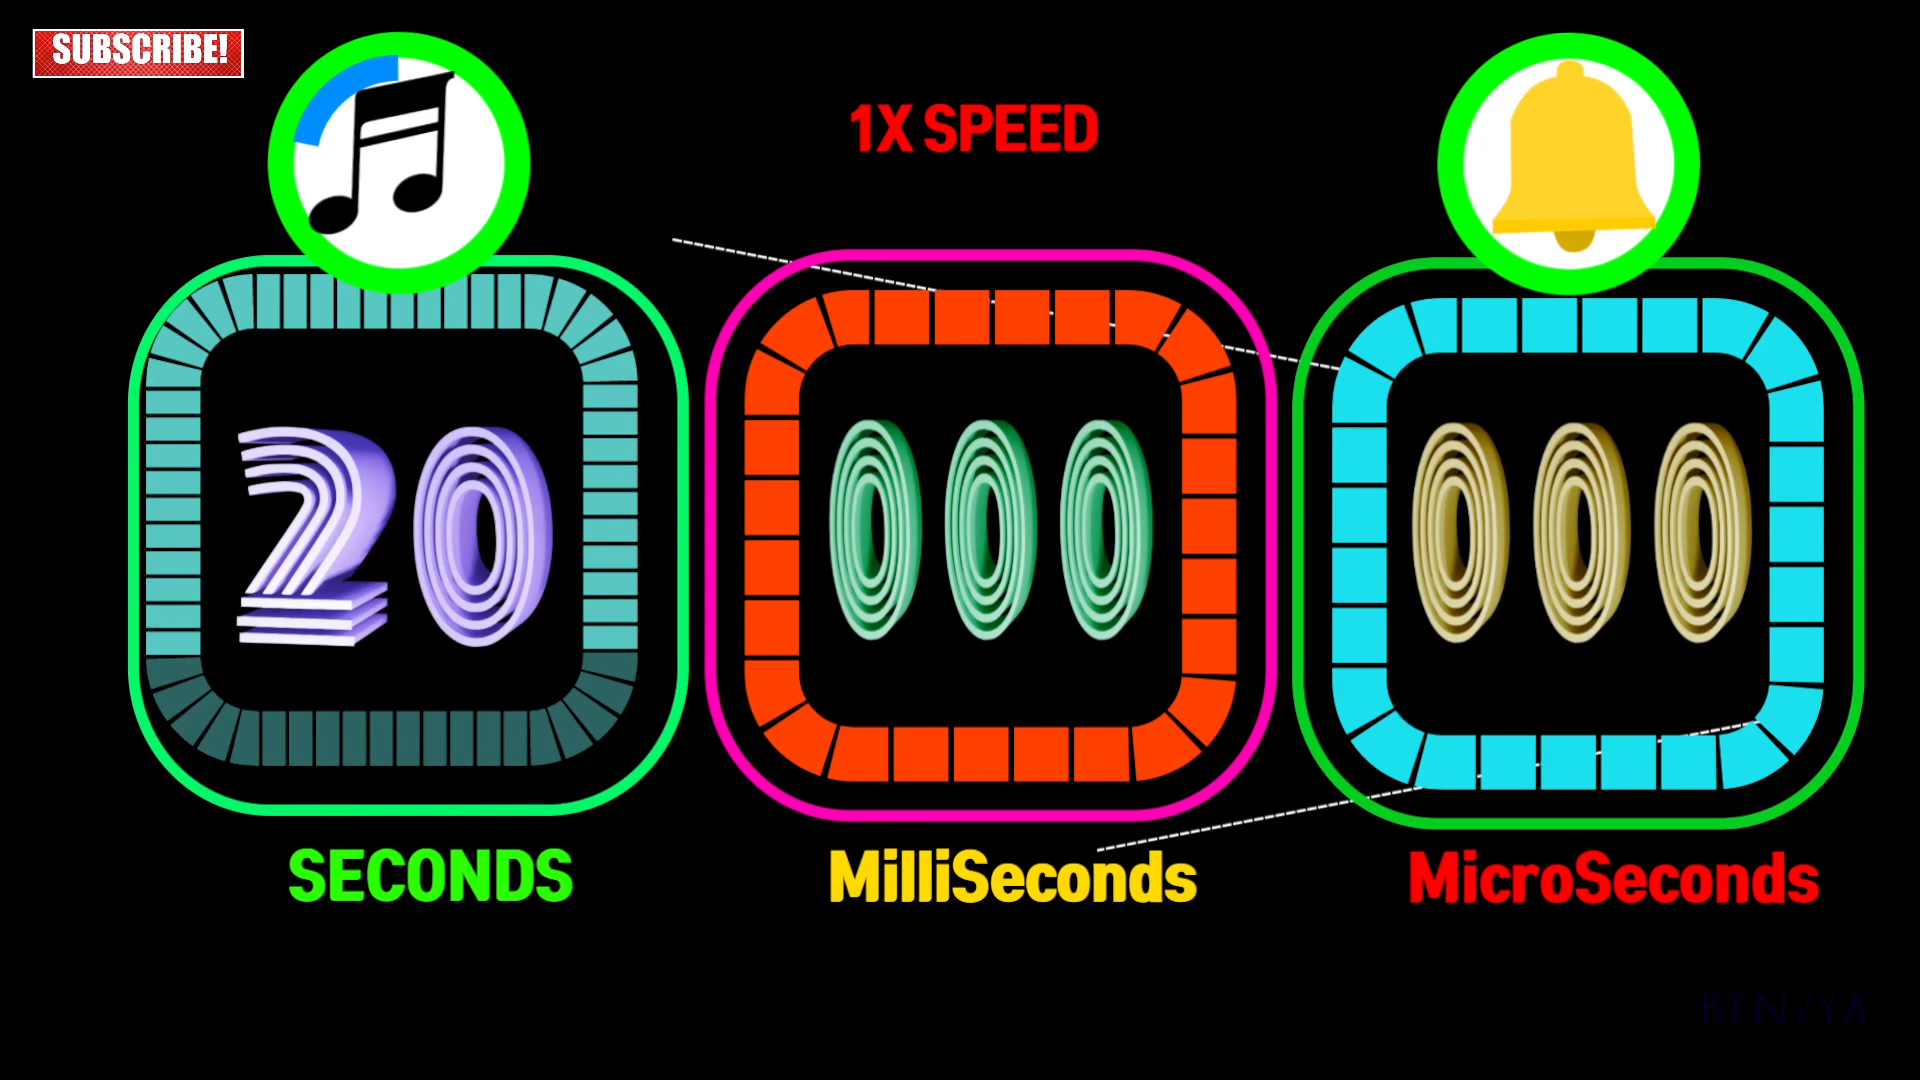 SUBSCRIBE!
1X SPEED
20
000
000
SECONDS
MilliSeconds
MicroSeconds